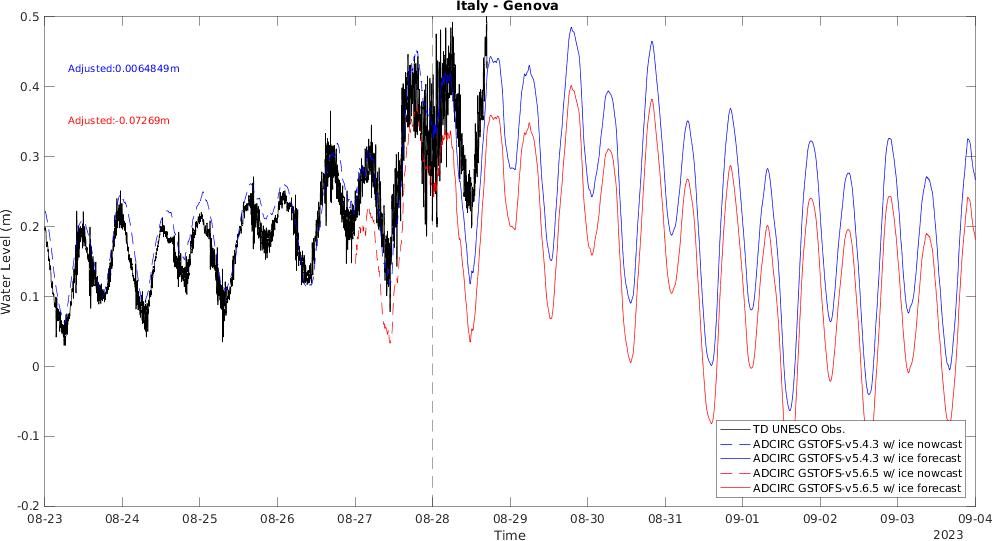 Italy - Genova
0.5
Adjusted:0.0064849m
0.4
Adjusted:-0.07269m
0.3
Water Level (m)
0.2
0.1
0
-0.1
TD UNESCO Obs.
ADCIRC GSTOFS-v5.4.3 w/ ice nowcast
ADCIRC GSTOFS-v5.4.3 w/ ice forecast
ADCIRC GSTOFS-v5.6.5 w/ ice nowcast
ADCIRC GSTOFS-v5.6.5 w/ ice forecast
-0.2
08-23 08-24 08-25 08-26 08-27 08-28 08-29 08-30 08-31 09-01 09-02 09-03 09-04
Time
2023